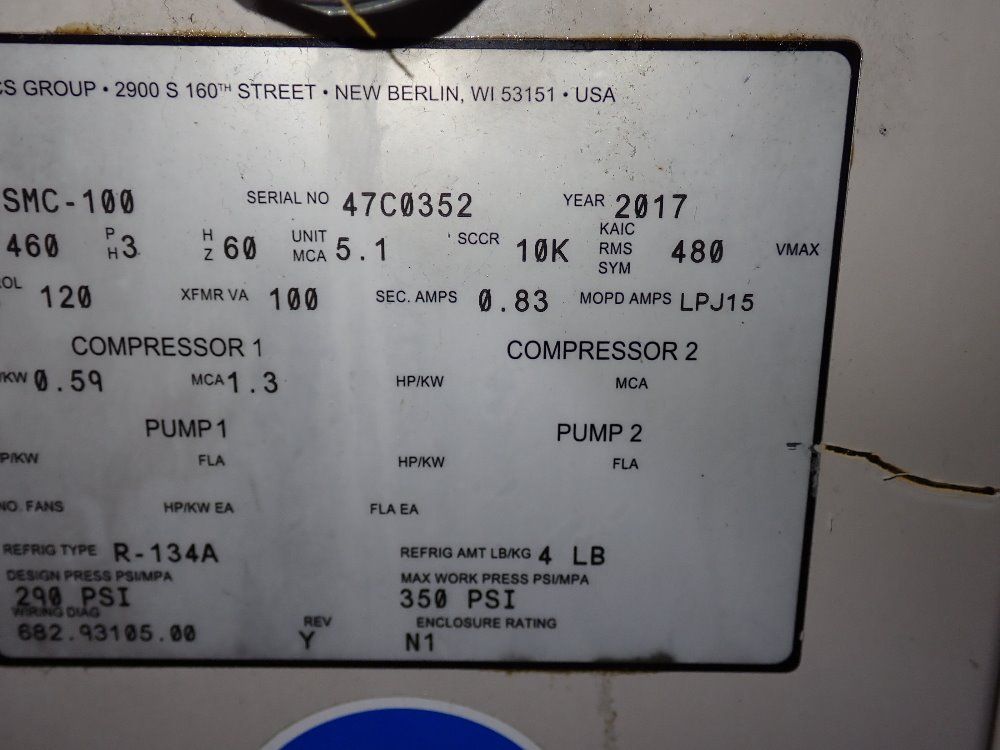 CS GROUP • 2900 S 160TH STREET • NEW BERLIN, WI 53151 • USA
SMC-100 SERIAL NO 47C0352 YEAR 2017
460 PH 3 HZ 60 UNIT MCA 5.1 SCCR 10K KAIC RMS SYM 480 VMAX
OL 120 XFMR VA 100 SEC. AMPS 0.83 MOPD AMPS LPJ15
COMPRESSOR 1 COMPRESSOR 2
/KW 0.59 MCA 1.3 HP/KW MCA
PUMP 1 PUMP 2
P/KW FLA HP/KW FLA
NO. FANS HP/KW EA FLA EA
REFRIG TYPE R-134A REFRIG AMT LB/KG 4 LB
DESIGN PRESS PSI/MPA MAX WORK PRESS PSI/MPA
290 PSI 350 PSI
WIRING DIAG REV ENCLOSURE RATING
682.93105.00 Y N1